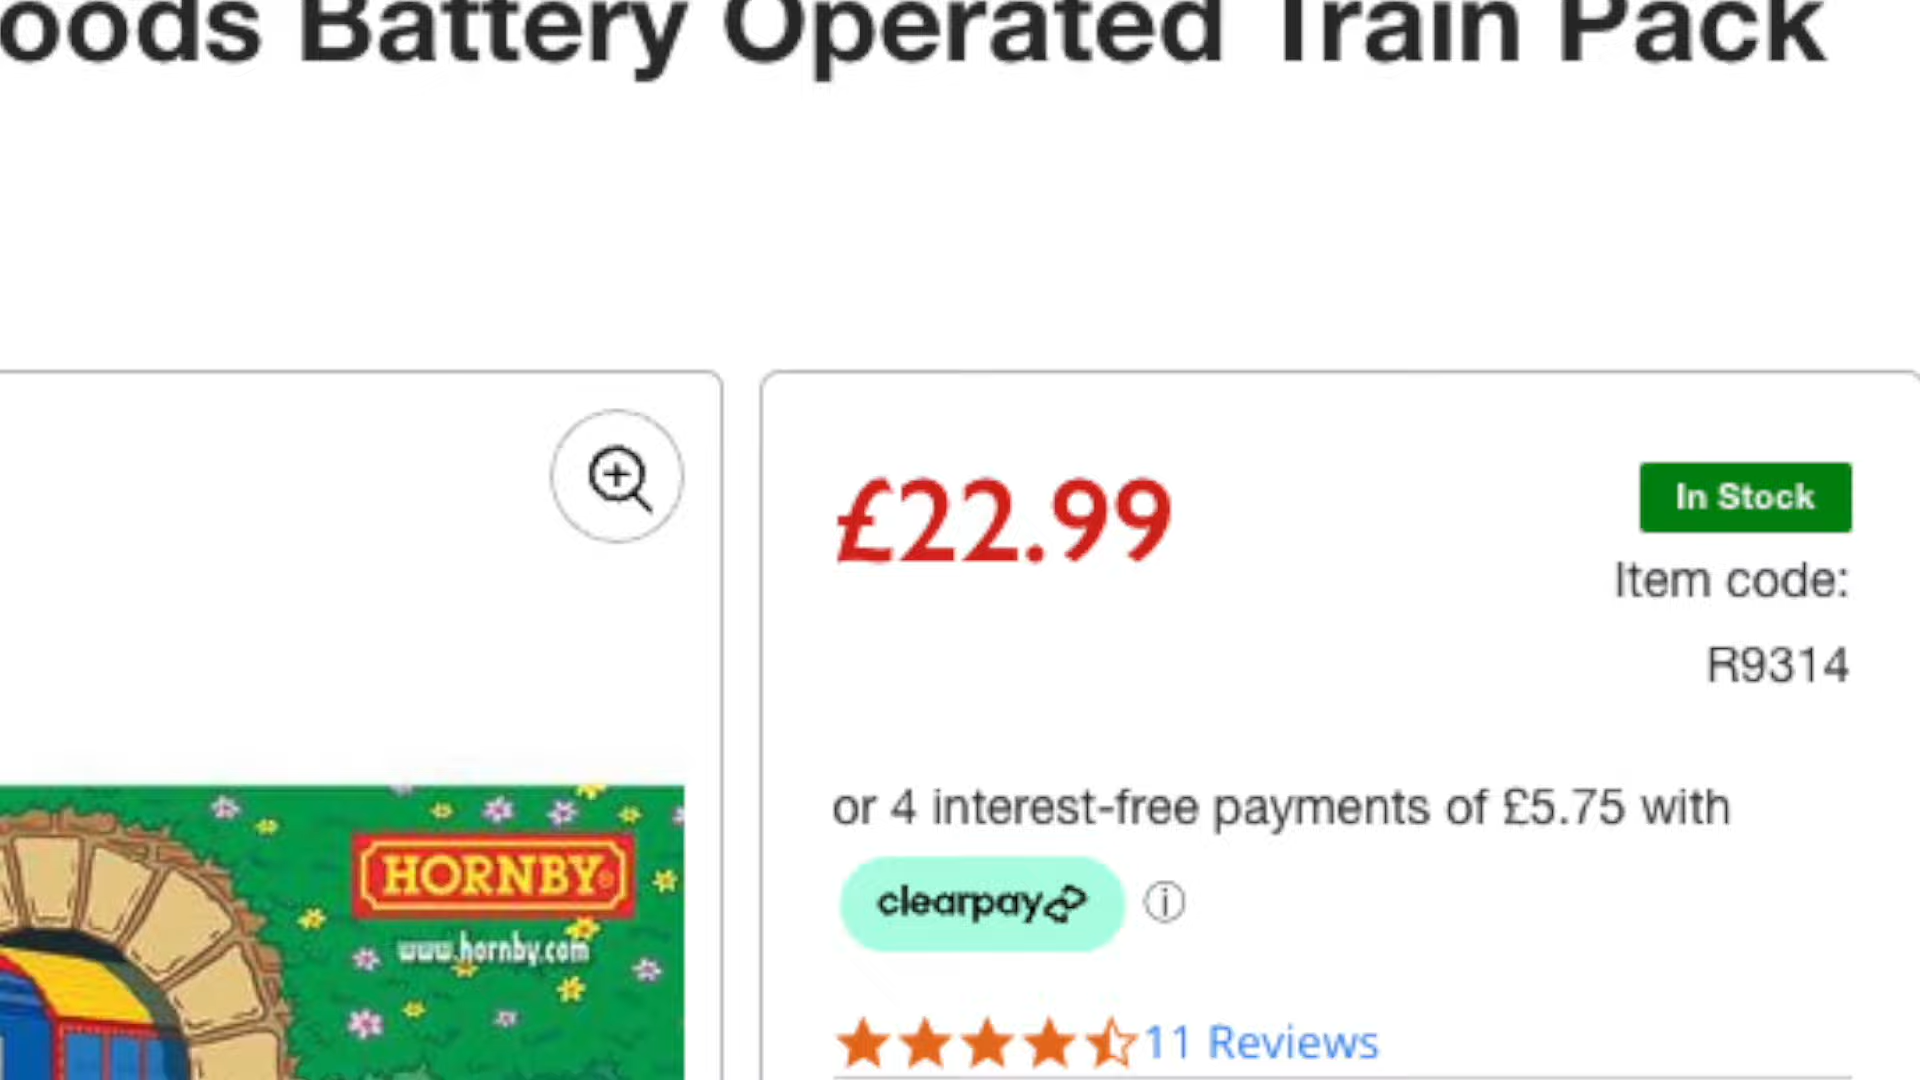 oods Battery Operated Train Pack
£22.99
In Stock
Item code:
R9314
or 4 interest-free payments of £5.75 with
clearpay
11 Reviews
HORNBY
www.hornby.com